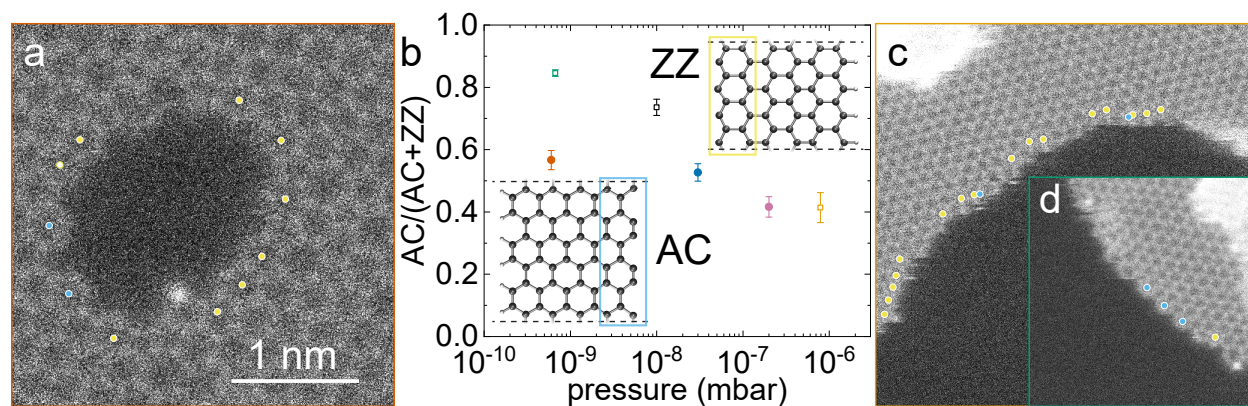 a
1 nm
b
AC/(AC+ZZ)
1.0
0.8
0.6
0.4
0.2
0.0
ZZ
AC
10⁻¹⁰ 10⁻⁹ 10⁻⁸ 10⁻⁷ 10⁻⁶
pressure (mbar)
c
d